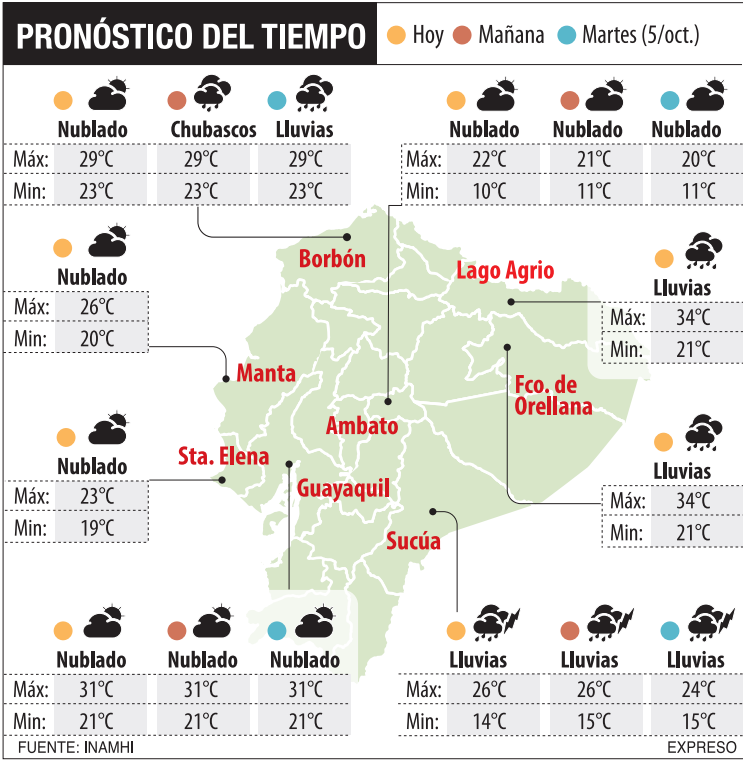 PRONÓSTICO DEL TIEMPO
Hoy Mañana Martes (5/oct.)
Nublado Chubascos Lluvias
Máx: 29°C 29°C 29°C
Min: 23°C 23°C 23°C
Nublado Nublado Nublado
Máx: 22°C 21°C 20°C
Min: 10°C 11°C 11°C
Borbón
Nublado
Máx: 26°C
Min: 20°C
Lago Agrio
Lluvias
Máx: 34°C
Min: 21°C
Manta
Fco. de
Orellana
Ambato
Nublado
Máx: 23°C
Min: 19°C
Sta. Elena
Guayaquil
Lluvias
Máx: 34°C
Min: 21°C
Sucúa
Nublado Nublado Nublado
Máx: 31°C 31°C 31°C
Min: 21°C 21°C 21°C
Lluvias Lluvias Lluvias
Máx: 26°C 26°C 24°C
Min: 14°C 15°C 15°C
FUENTE: INAMHI
EXPRESO